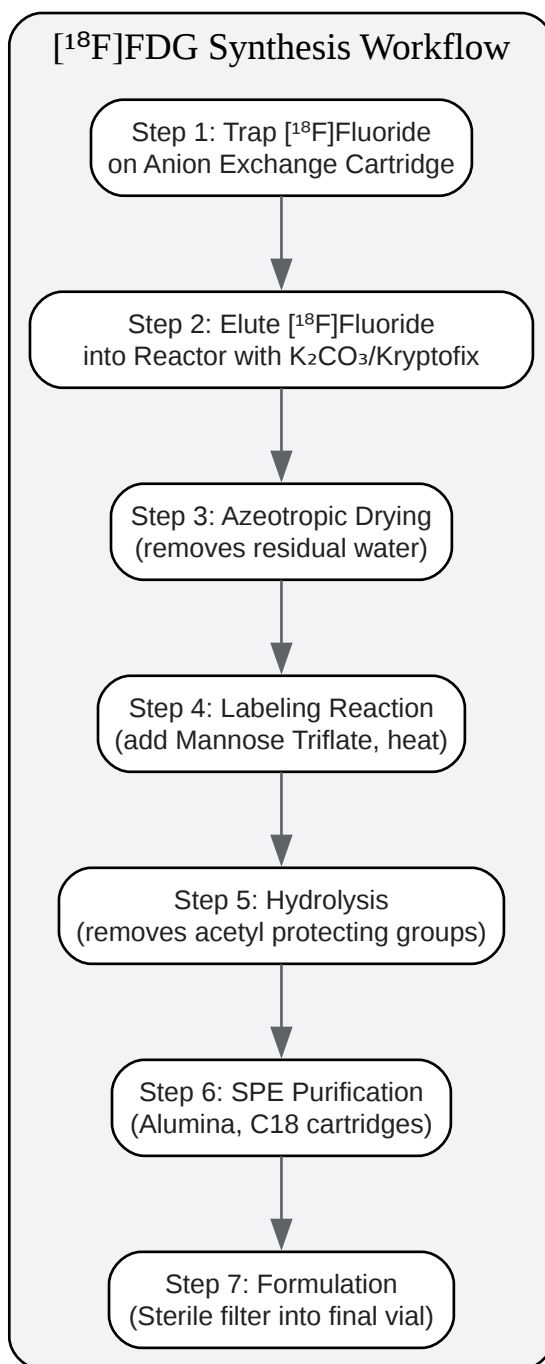 [¹⁸F]FDG Synthesis Workflow
Step 1: Trap [¹⁸F]Fluoride
on Anion Exchange Cartridge
Step 2: Elute [¹⁸F]Fluoride
into Reactor with K₂CO₃/Kryptofix
Step 3: Azeotropic Drying
(removes residual water)
Step 4: Labeling Reaction
(add Mannose Triflate, heat)
Step 5: Hydrolysis
(removes acetyl protecting groups)
Step 6: SPE Purification
(Alumina, C18 cartridges)
Step 7: Formulation
(Sterile filter into final vial)